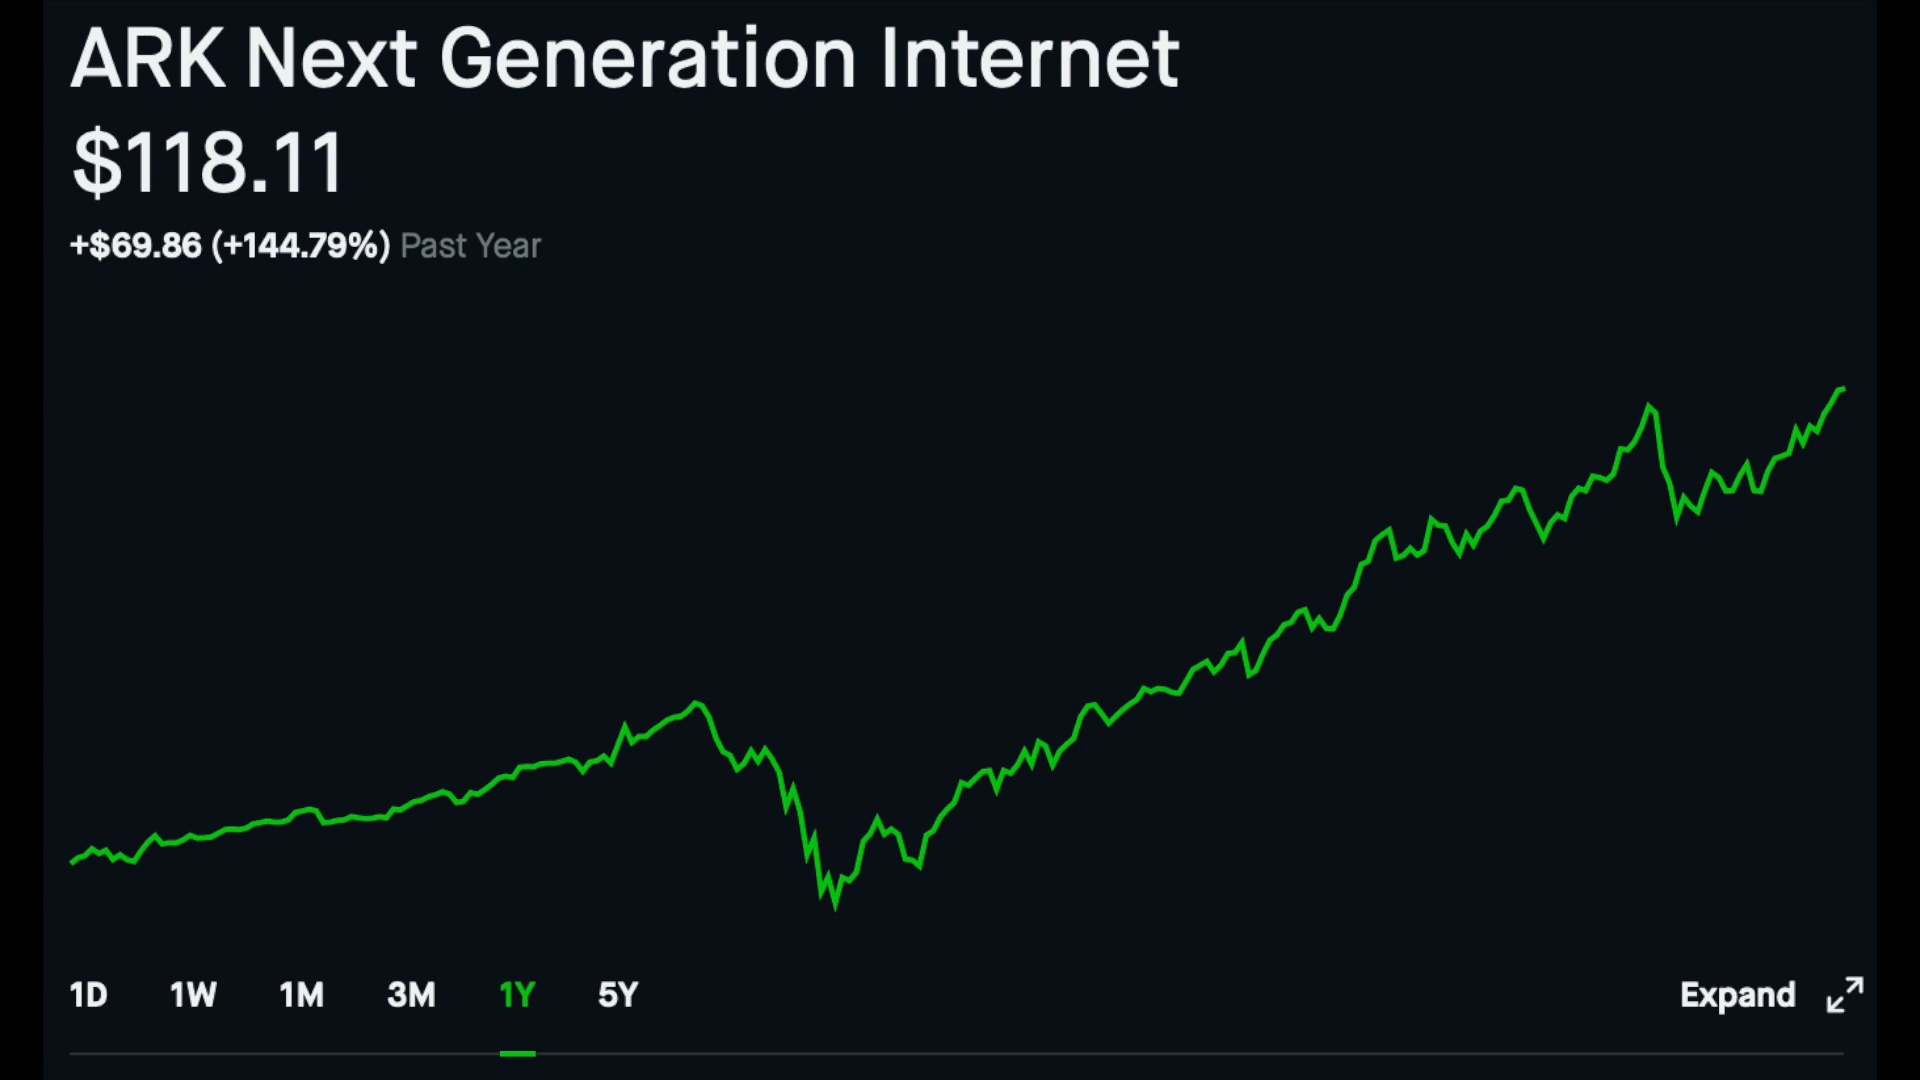 ARK Next Generation Internet
$118.11
+$69.86 (+144.79%) Past Year
1D 1W 1M 3M 1Y 5Y Expand